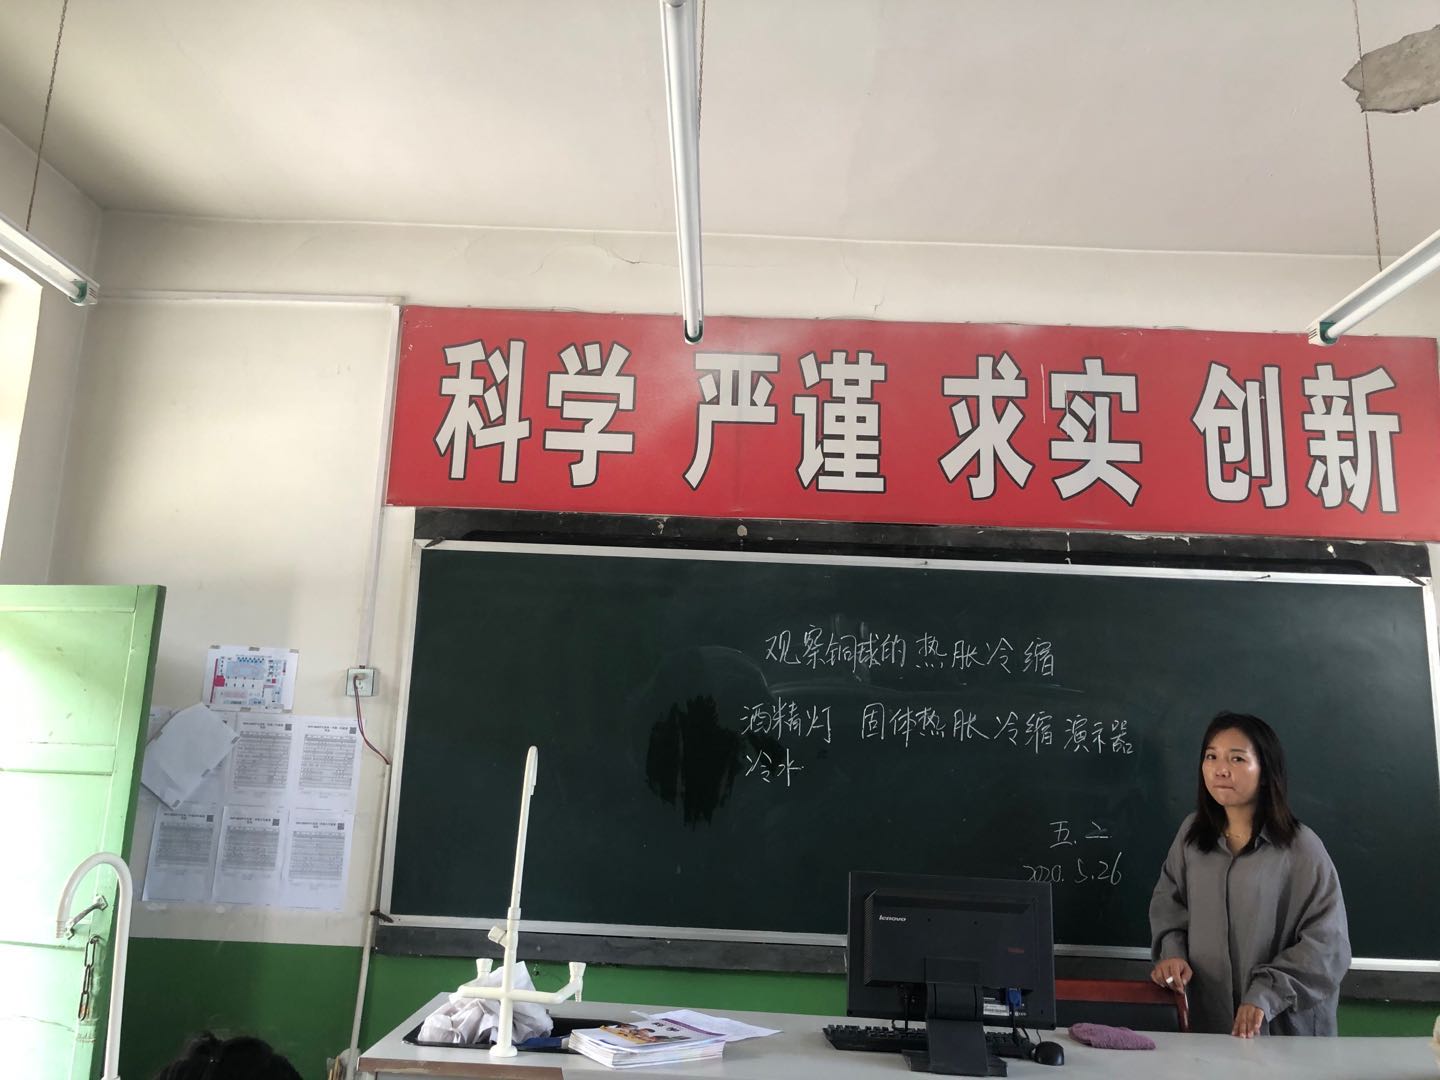 科学 严谨 求实 创新
观察铜球的热胀冷缩
酒精灯 固体热胀冷缩演示器
冷水
五.二
2020.5.26
lenovo